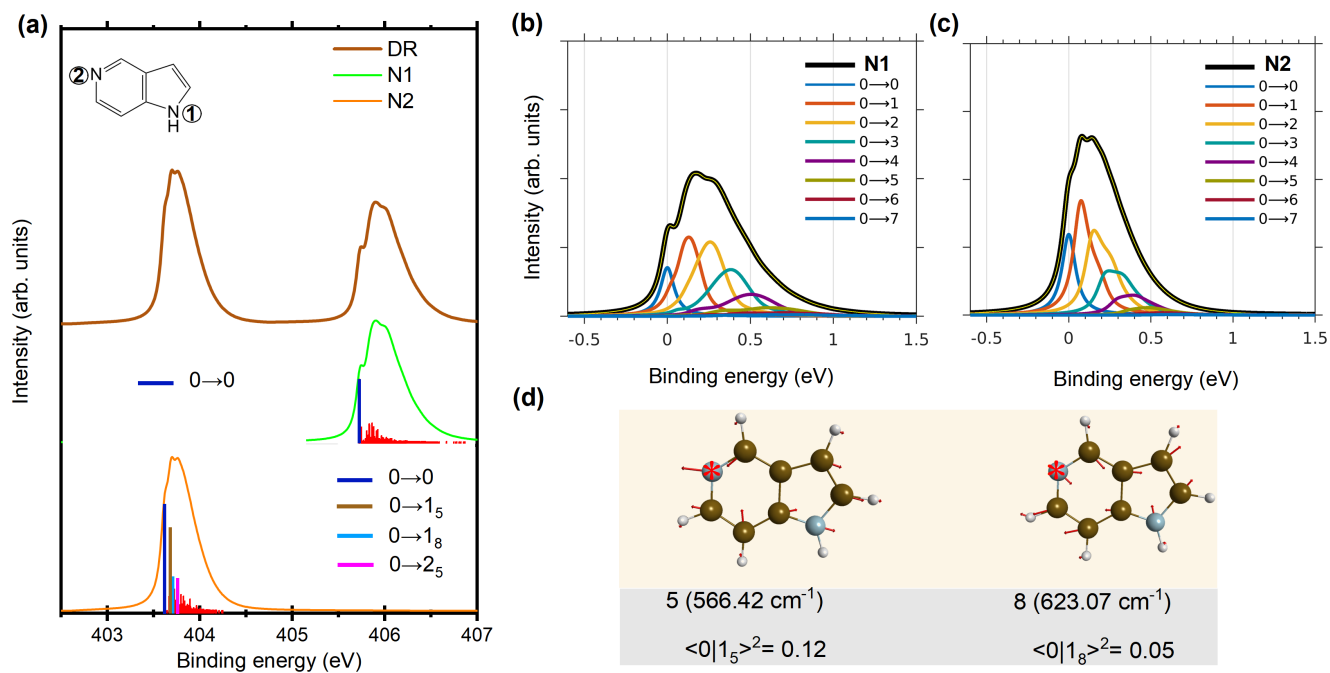 (a)
DR
N1
N2
②
N
N
H
①
0→0
0→0
0→1₅
0→1₈
0→2₅
Intensity (arb. units)
403 404 405 406 407
Binding energy (eV)
(b)
N1
0→0
0→1
0→2
0→3
0→4
0→5
0→6
0→7
Intensity (arb. units)
-0.5 0 0.5 1 1.5
Binding energy (eV)
(c)
N2
0→0
0→1
0→2
0→3
0→4
0→5
0→6
0→7
-0.5 0 0.5 1 1.5
Binding energy (eV)
(d)
5 (566.42 cm⁻¹)
<0|1₅>²= 0.12
8 (623.07 cm⁻¹)
<0|1₈>²= 0.05